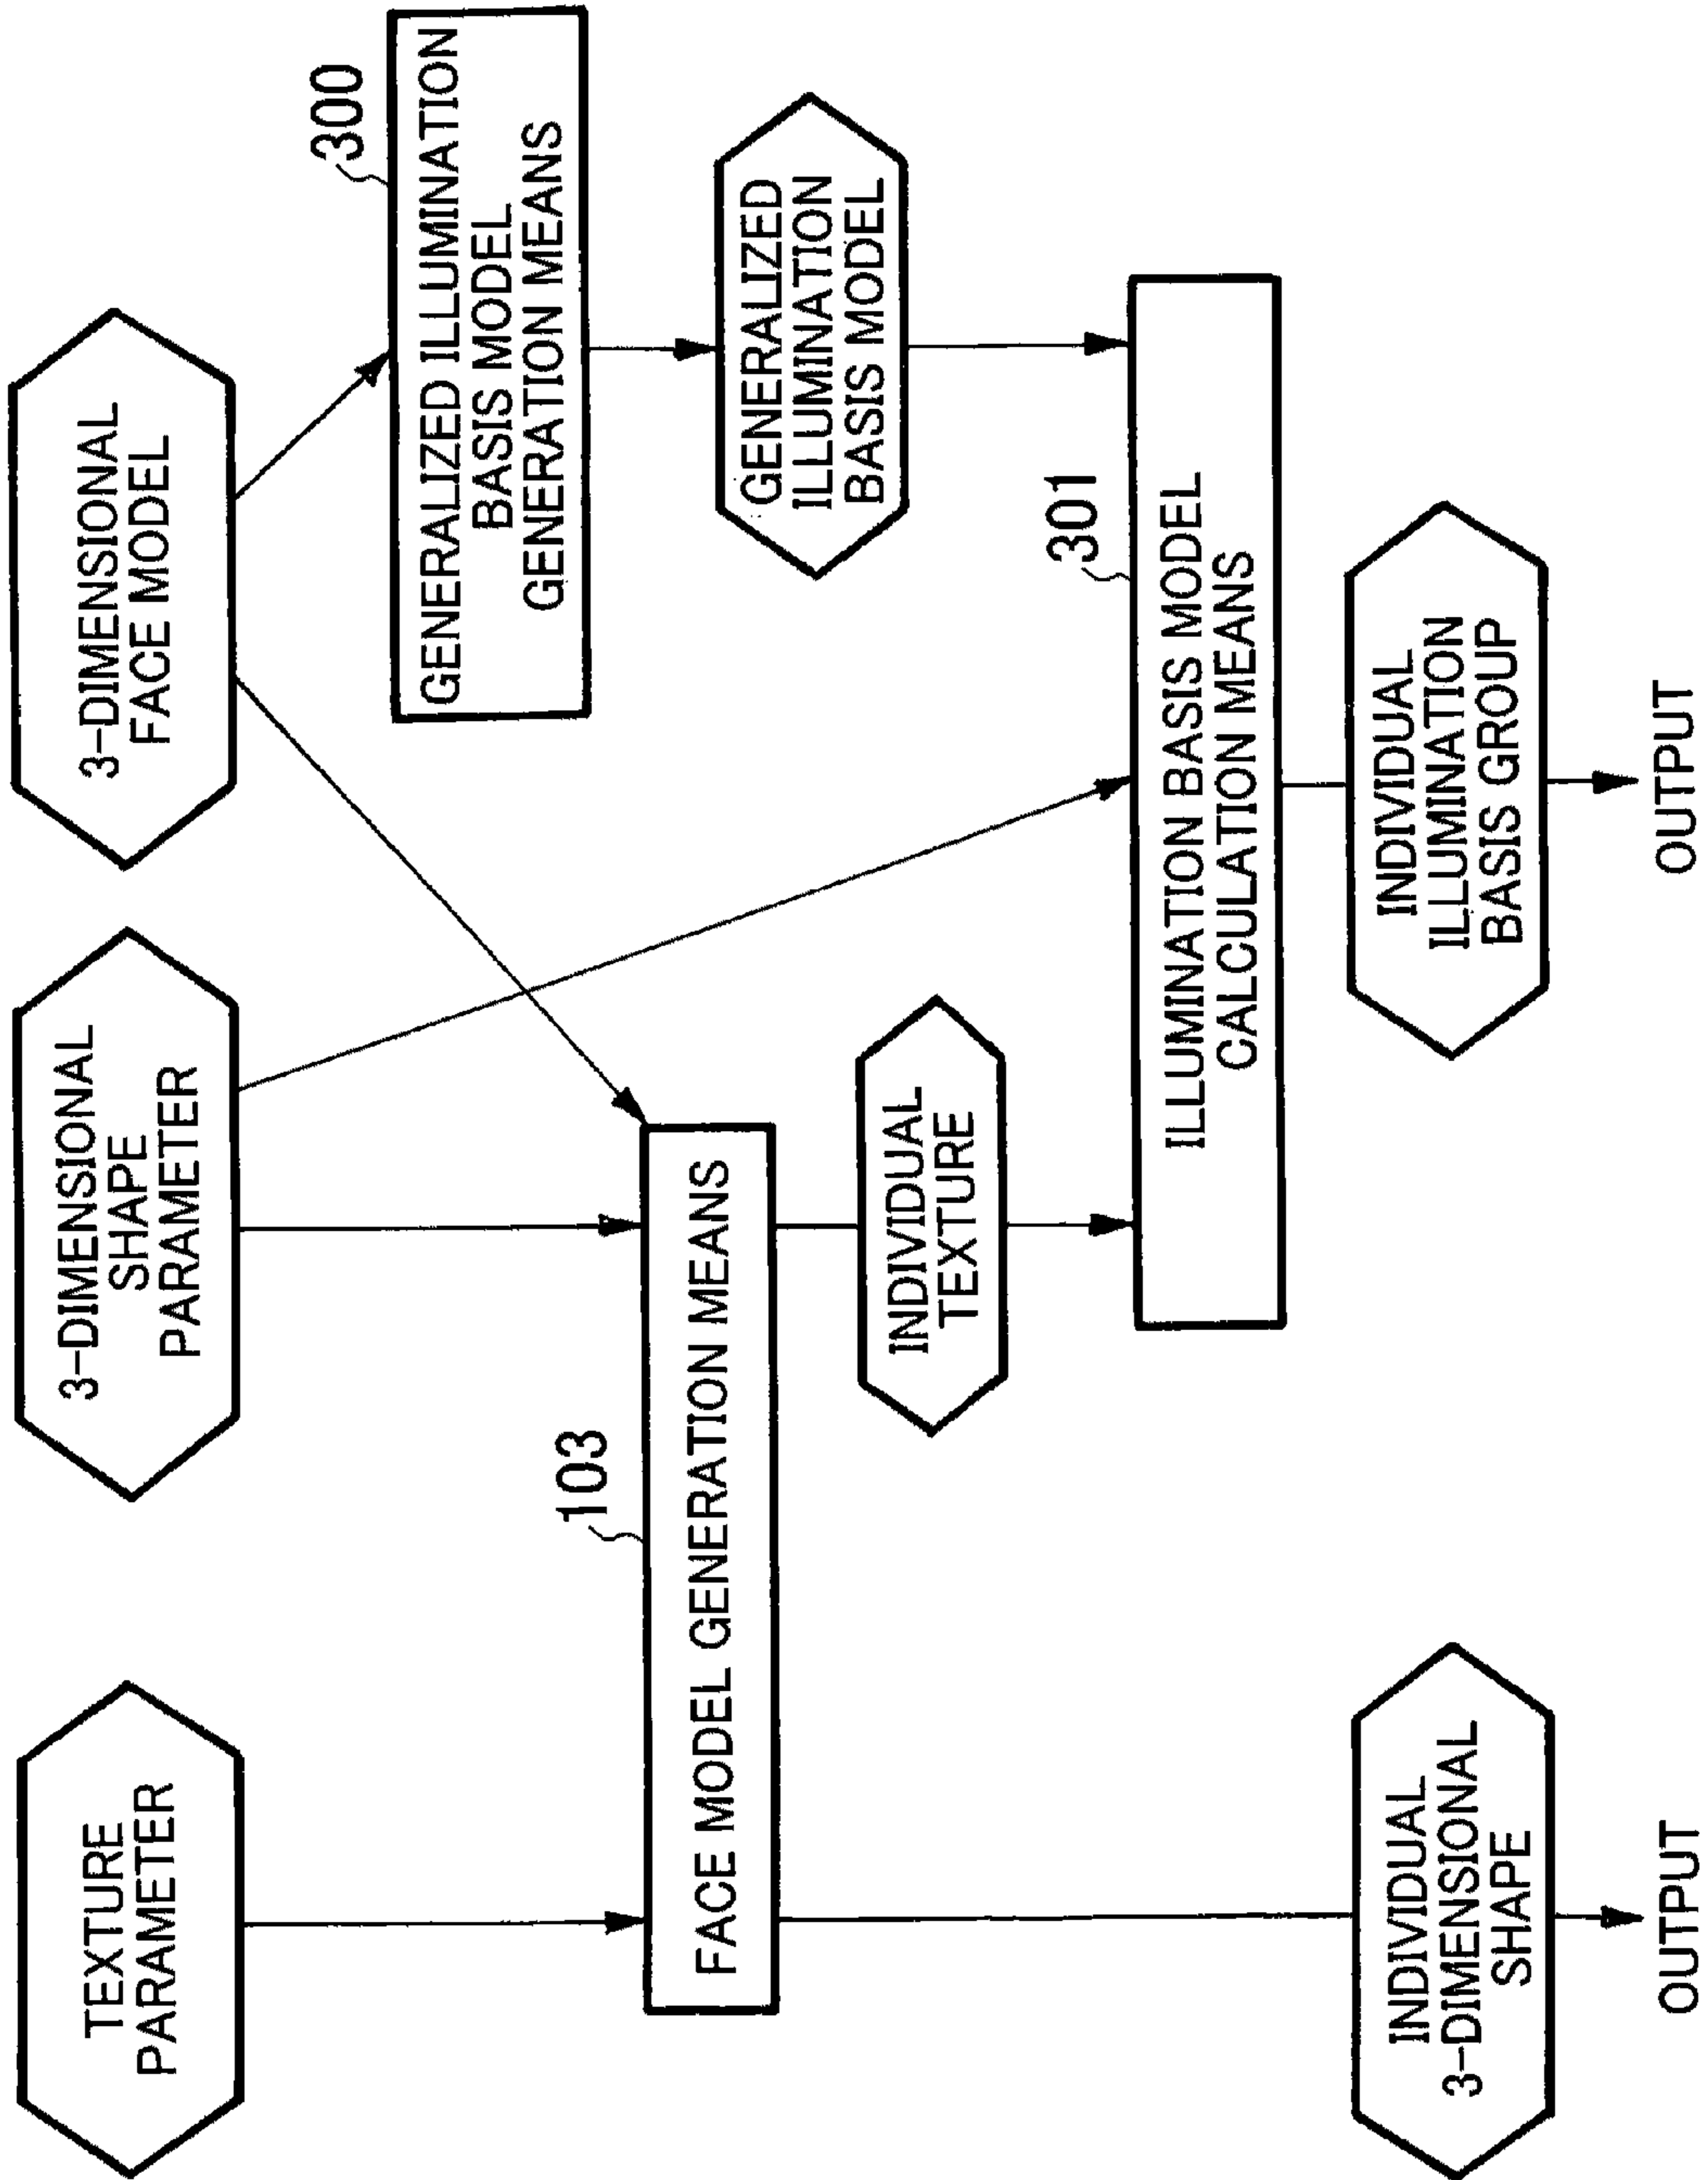 TEXTURE
PARAMETER
3-DIMENSIONAL
SHAPE
PARAMETER
3-DIMENSIONAL
FACE MODEL
300
GENERALIZED ILLUMINATION
BASIS MODEL
GENERATION MEANS
103
FACE MODEL GENERATION MEANS
GENERALIZED
ILLUMINATION
BASIS MODEL
INDIVIDUAL
TEXTURE
301
ILLUMINATION BASIS MODEL
CALCULATION MEANS
INDIVIDUAL
3-DIMENSIONAL
SHAPE
INDIVIDUAL
ILLUMINATION
BASIS GROUP
OUTPUT
OUTPUT